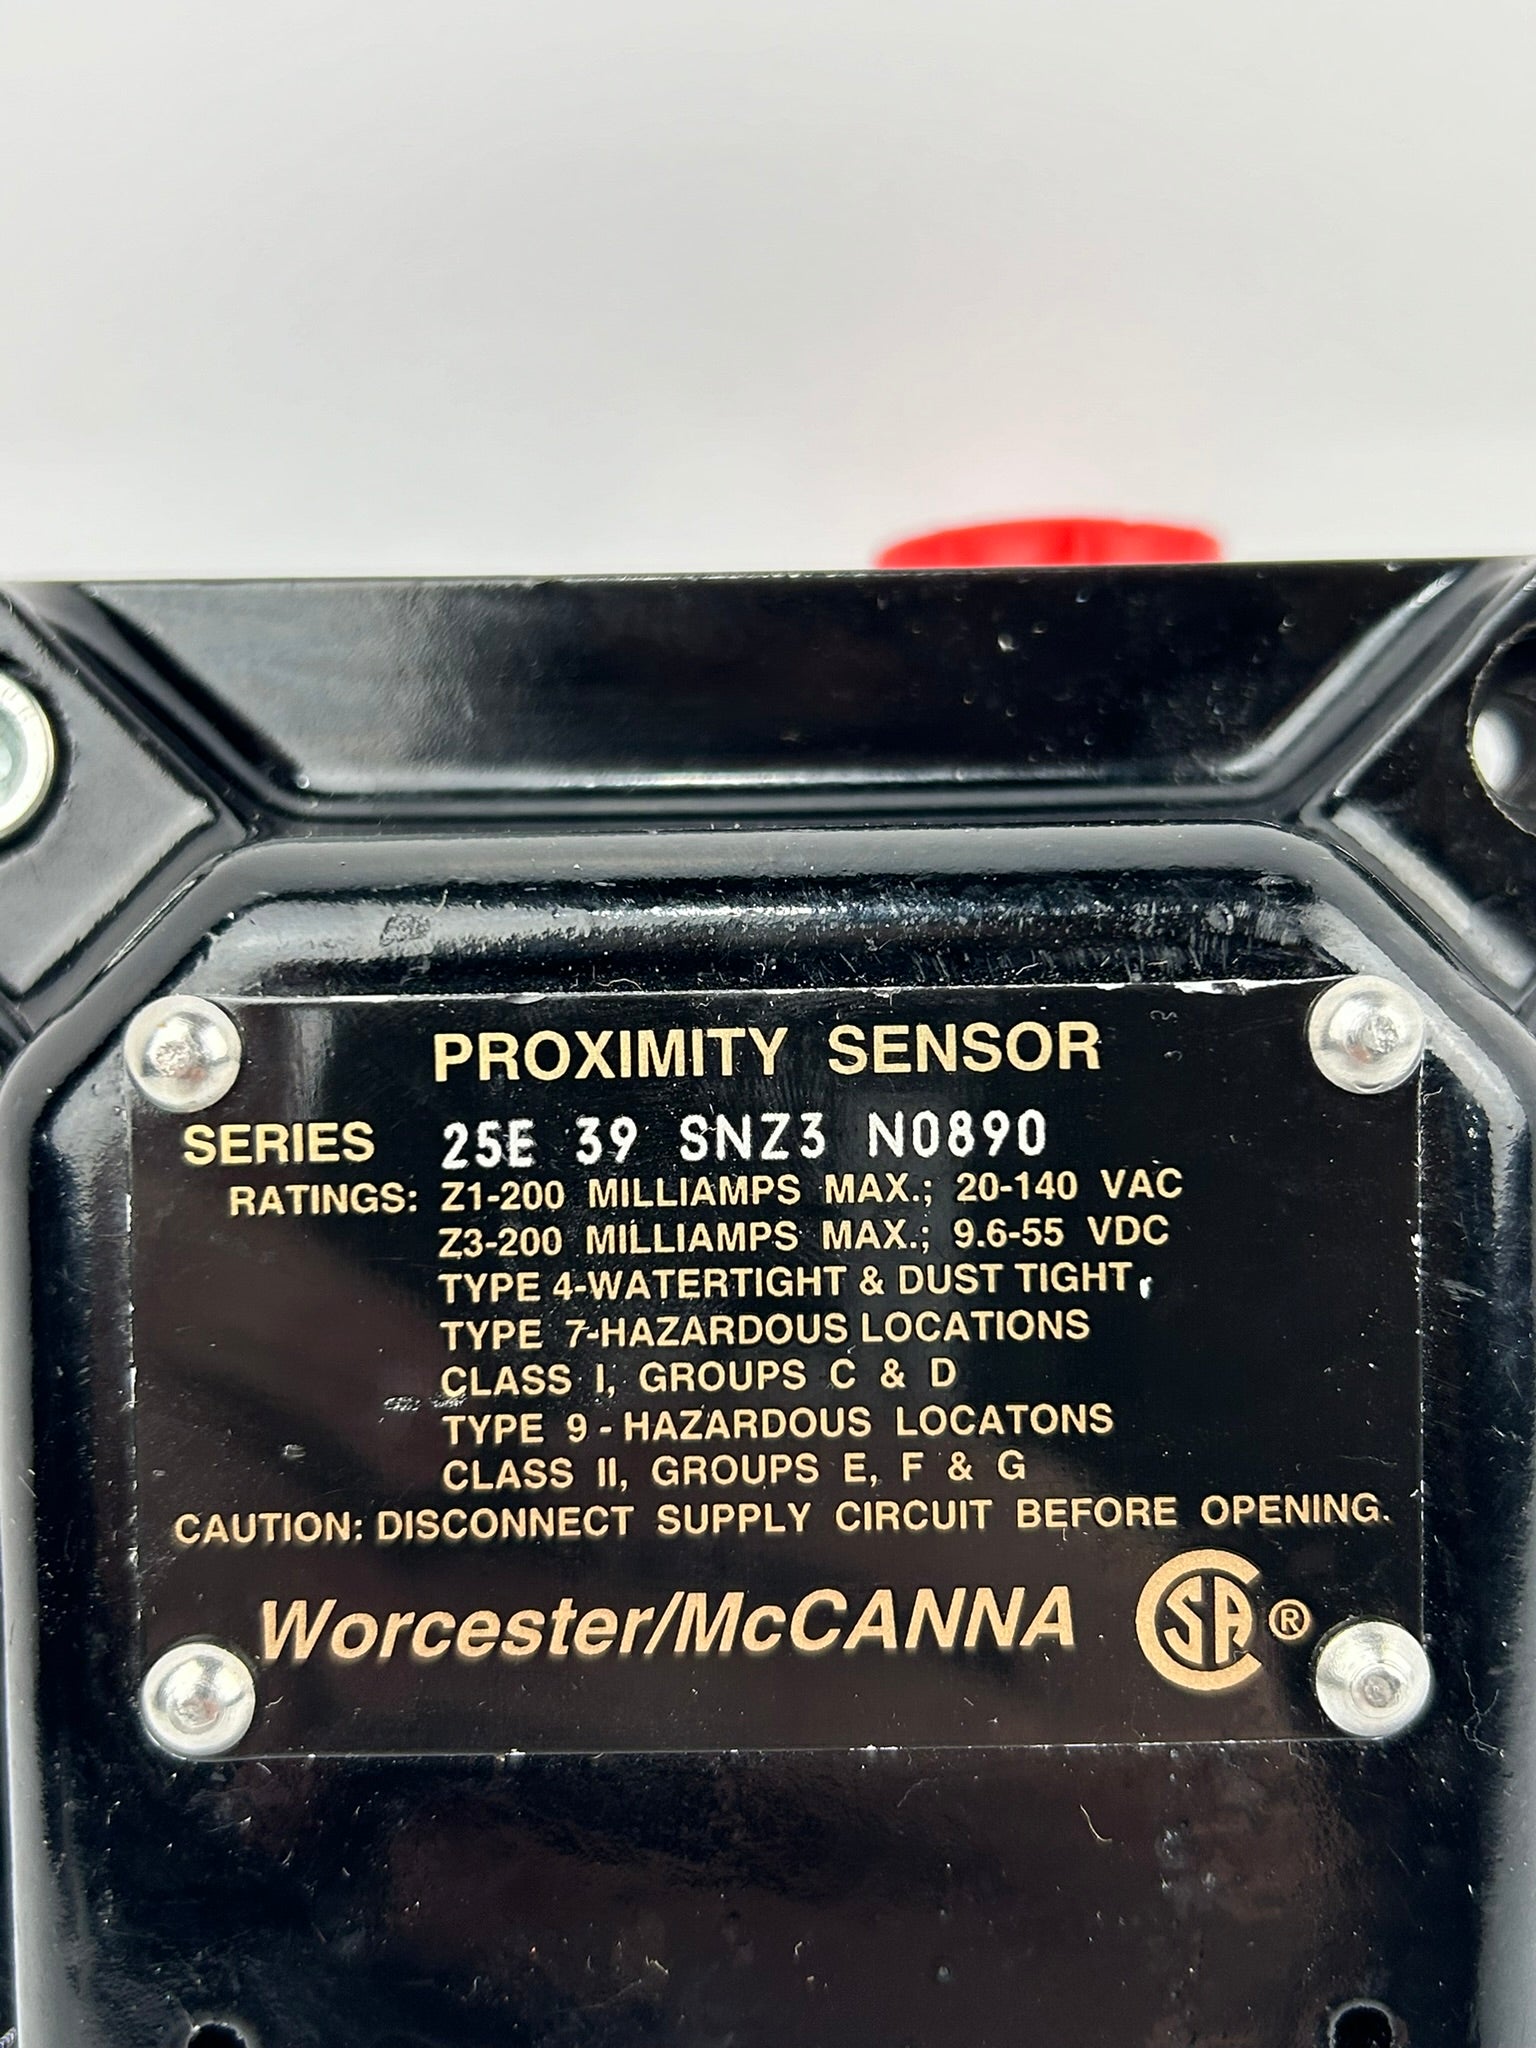 PROXIMITY SENSOR
SERIES 25E 39 SNZ3 N0890
RATINGS: Z1-200 MILLIAMPS MAX.; 20-140 VAC
Z3-200 MILLIAMPS MAX.; 9.6-55 VDC
TYPE 4-WATERTIGHT & DUST TIGHT,
TYPE 7-HAZARDOUS LOCATIONS
CLASS I, GROUPS C & D
TYPE 9 - HAZARDOUS LOCATONS
CLASS II, GROUPS E, F & G
CAUTION: DISCONNECT SUPPLY CIRCUIT BEFORE OPENING.
Worcester/McCANNA CSA ®